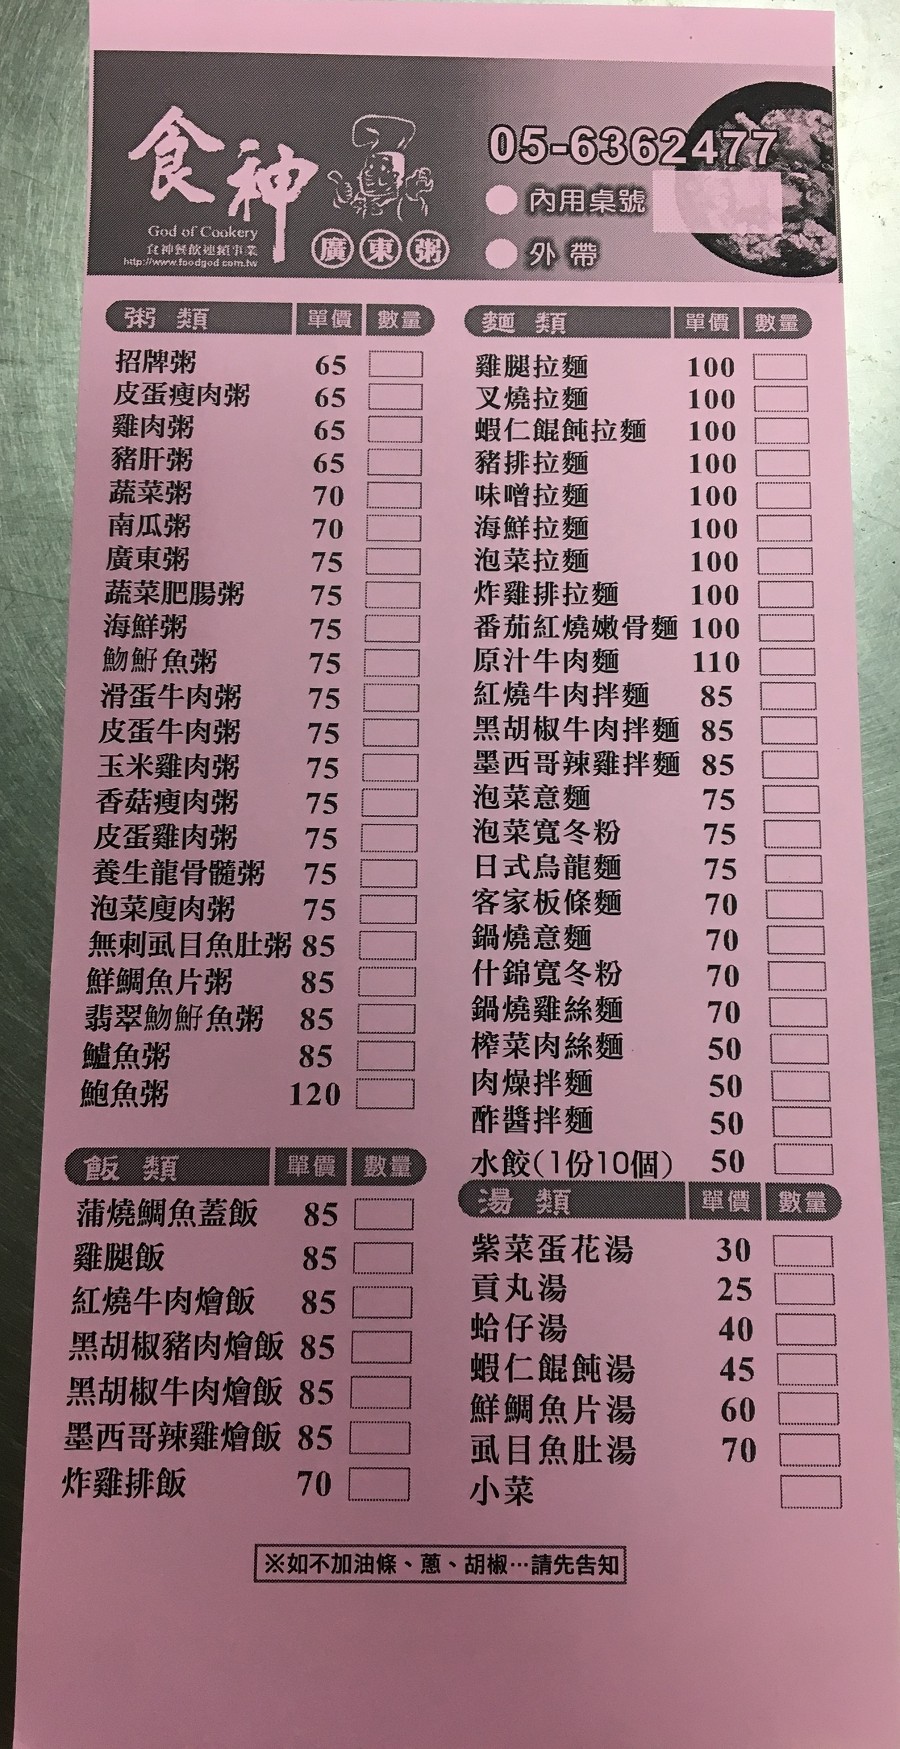 食神
God of Cookery
食神餐飲連鎖事業
http://www.foodgod.com.tw
廣東粥
05-6362477
內用桌號
外帶
粥類 單價 數量
招牌粥 65
皮蛋瘦肉粥 65
雞肉粥 65
豬肝粥 65
蔬菜粥 70
南瓜粥 70
廣東粥 75
蔬菜肥腸粥 75
海鮮粥 75
魩鮒魚粥 75
滑蛋牛肉粥 75
皮蛋牛肉粥 75
玉米雞肉粥 75
香菇瘦肉粥 75
皮蛋雞肉粥 75
養生龍骨髓粥 75
泡菜廋肉粥 75
無刺虱目魚肚粥 85
鮮鯛魚片粥 85
翡翠魩鮒魚粥 85
鱸魚粥 85
鮑魚粥 120
飯類 單價 數量
蒲燒鯛魚蓋飯 85
雞腿飯 85
紅燒牛肉燴飯 85
黑胡椒豬肉燴飯 85
黑胡椒牛肉燴飯 85
墨西哥辣雞燴飯 85
炸雞排飯 70
麵類 單價 數量
雞腿拉麵 100
叉燒拉麵 100
蝦仁餛飩拉麵 100
豬排拉麵 100
味噌拉麵 100
海鮮拉麵 100
泡菜拉麵 100
炸雞排拉麵 100
番茄紅燒嫩骨麵 100
原汁牛肉麵 110
紅燒牛肉拌麵 85
黑胡椒牛肉拌麵 85
墨西哥辣雞拌麵 85
泡菜意麵 75
泡菜寬冬粉 75
日式烏龍麵 75
客家板條麵 70
鍋燒意麵 70
什錦寬冬粉 70
鍋燒雞絲麵 70
榨菜肉絲麵 50
肉燥拌麵 50
酢醬拌麵 50
水餃(1份10個) 50
湯類 單價 數量
紫菜蛋花湯 30
貢丸湯 25
蛤仔湯 40
蝦仁餛飩湯 45
鮮鯛魚片湯 60
虱目魚肚湯 70
小菜
※如不加油條、蔥、胡椒…請先告知